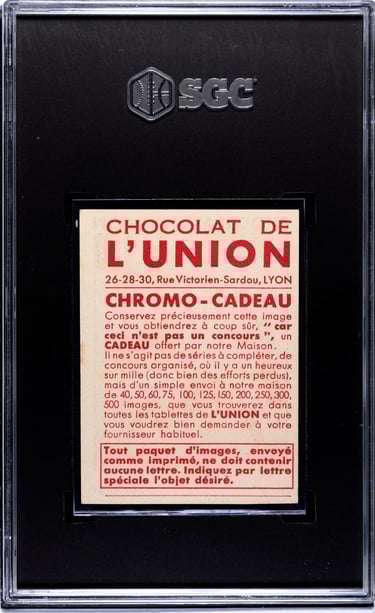 SGC
CHOCOLAT DE
L'UNION
26-28-30, Rue Victorien-Sardou, LYON
CHROMO-CADEAU
Conservez précieusement cette image
et vous obtiendrez à coup sûr, "car
ceci n'est pas un concours", un
CADEAU offert par notre Maison.
Il ne s'agit pas de séries à compléter, de
concours organisé, où il y a un heureux
sur mille (donc bien des efforts perdus),
mais d'un simple envoi à notre maison
de 40, 50, 60, 75, 100, 125, 150, 200, 250, 300,
500 images, que vous trouverez dans
toutes les tablettes de L'UNION et que
vous voudrez bien demander à votre
fournisseur habituel.
Tout paquet d'images, envoyé
comme imprimé, ne doit contenir
aucune lettre. Indiquez par lettre
spéciale l'objet désiré.